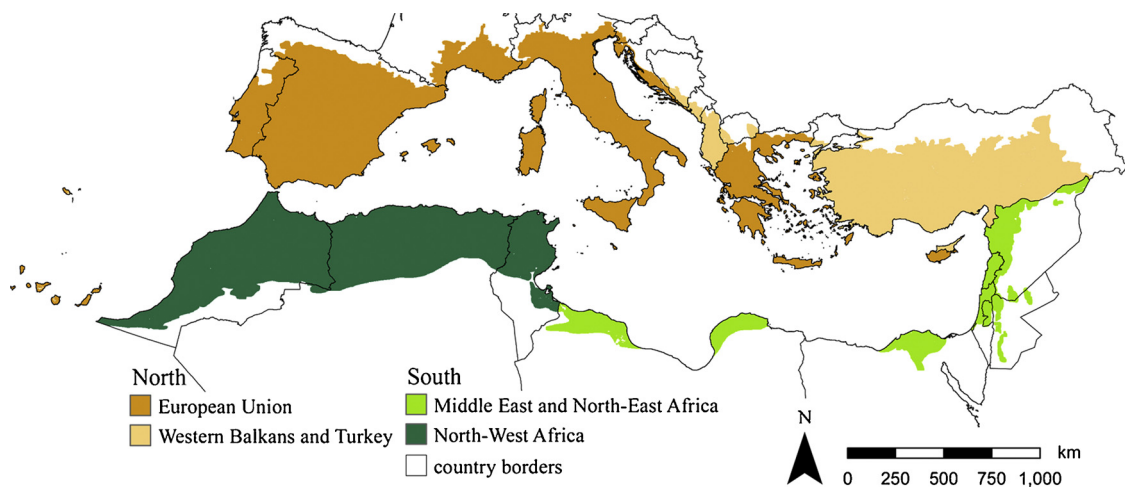 North
European Union
Western Balkans and Turkey
South
Middle East and North-East Africa
North-West Africa
country borders
N
km
0 250 500 750 1,000